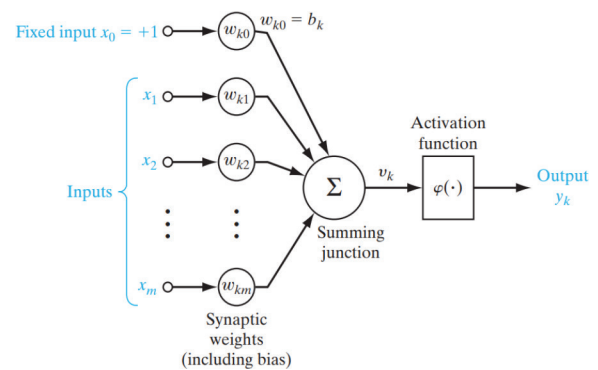 Fixed input x₀ = +1
wₖ₀
wₖ₀ = bₖ
x₁
wₖ₁
x₂
wₖ₂
Inputs
xₘ
wₖₘ
Σ
Summing
junction
vₖ
Activation
function
φ(·)
Output
yₖ
Synaptic
weights
(including bias)